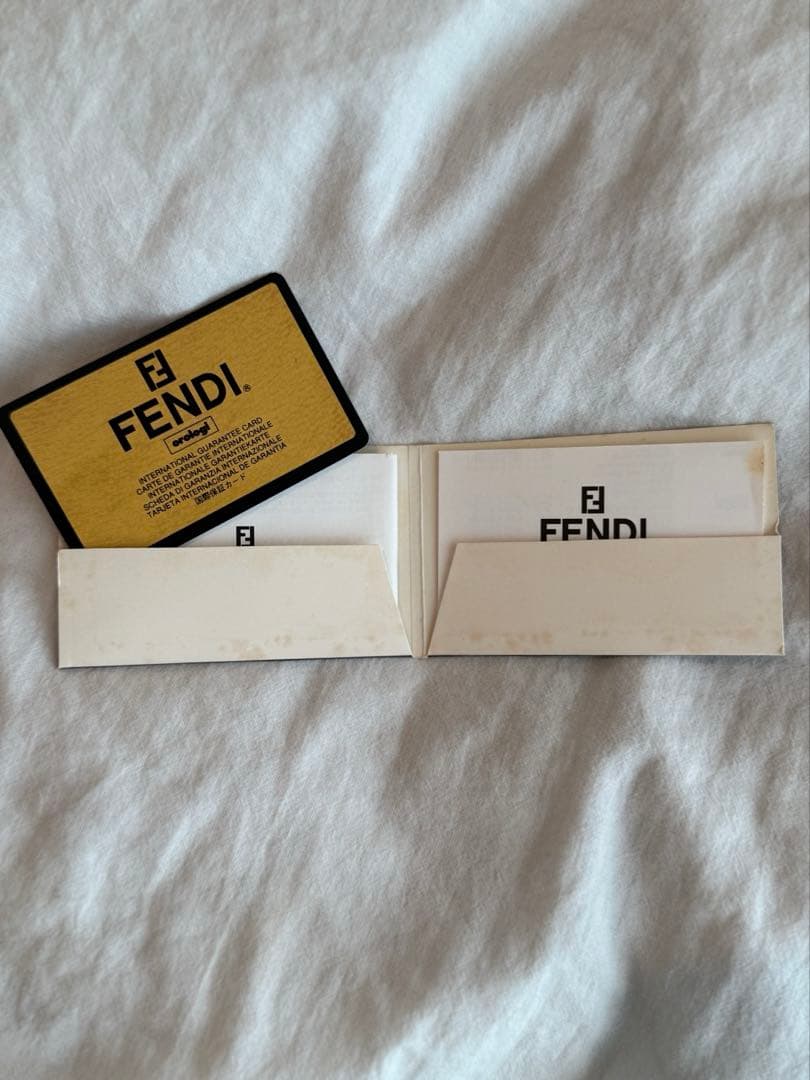 FENDI®
orologi
INTERNATIONAL GUARANTEE CARD
CARTE DE GARANTIE INTERNATIONALE
INTERNATIONALE GARANTIEKARTE
SCHEDA DI GARANZIA INTERNAZIONALE
TARJETA INTERNACIONAL DE GARANTIA
国際保証カード
FENDI